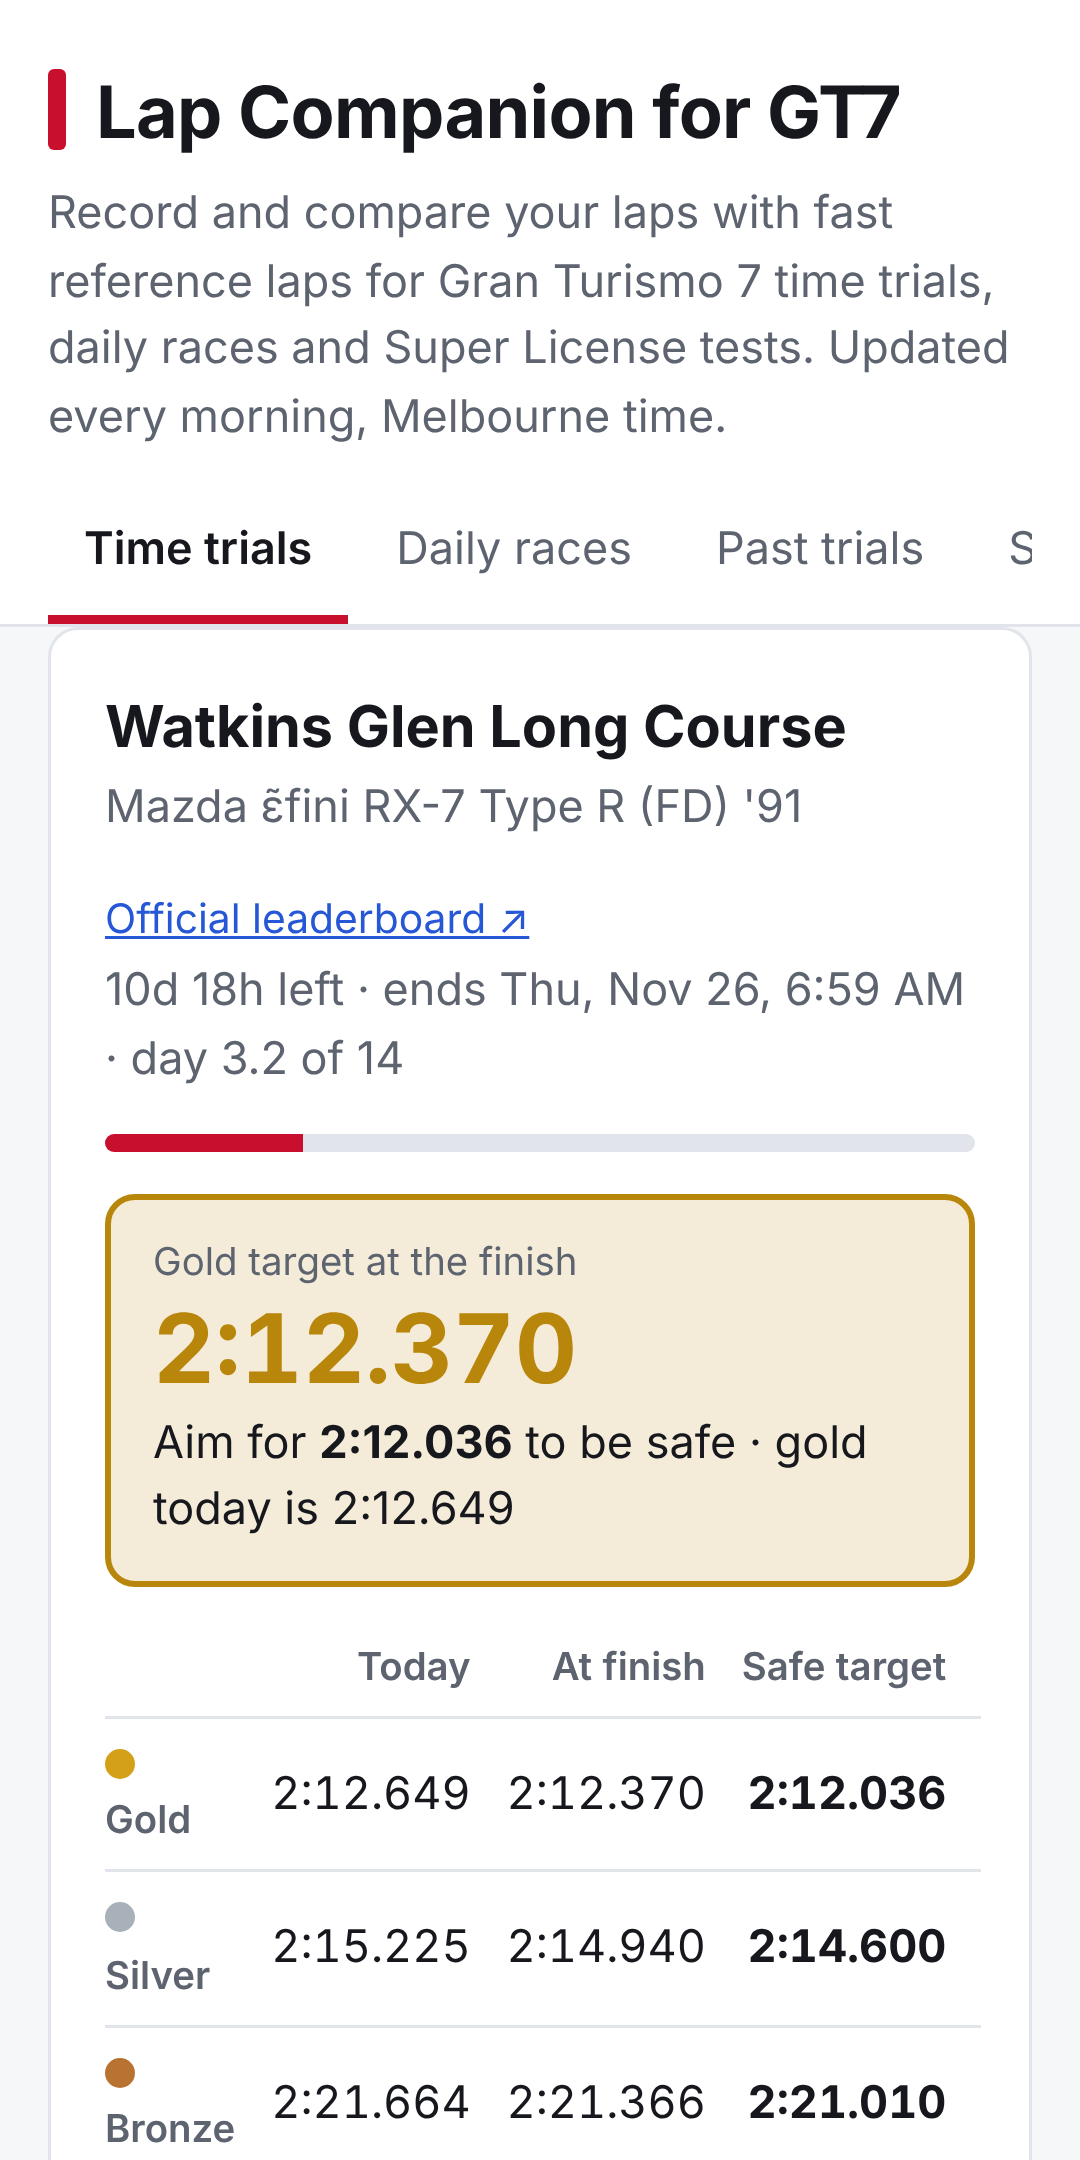 Lap Companion for GT7
Record and compare your laps with fast
reference laps for Gran Turismo 7 time trials,
daily races and Super License tests. Updated
every morning, Melbourne time.
Time trials Daily races Past trials S
Watkins Glen Long Course
Mazda ɛ̃fini RX-7 Type R (FD) '91
Official leaderboard ↗
10d 18h left · ends Thu, Nov 26, 6:59 AM
· day 3.2 of 14
Gold target at the finish
2:12.370
Aim for 2:12.036 to be safe · gold
today is 2:12.649
Today At finish Safe target
Gold 2:12.649 2:12.370 2:12.036
Silver 2:15.225 2:14.940 2:14.600
Bronze 2:21.664 2:21.366 2:21.010